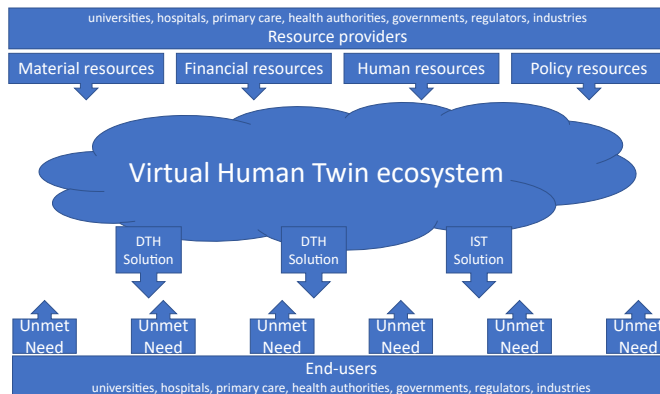 universities, hospitals, primary care, health authorities, governments, regulators, industries
Resource providers
Material resources
Financial resources
Human resources
Policy resources
Virtual Human Twin ecosystem
DTH
Solution
DTH
Solution
IST
Solution
Unmet
Need
Unmet
Need
Unmet
Need
Unmet
Need
Unmet
Need
Unmet
Need
End-users
universities, hospitals, primary care, health authorities, governments, regulators, industries